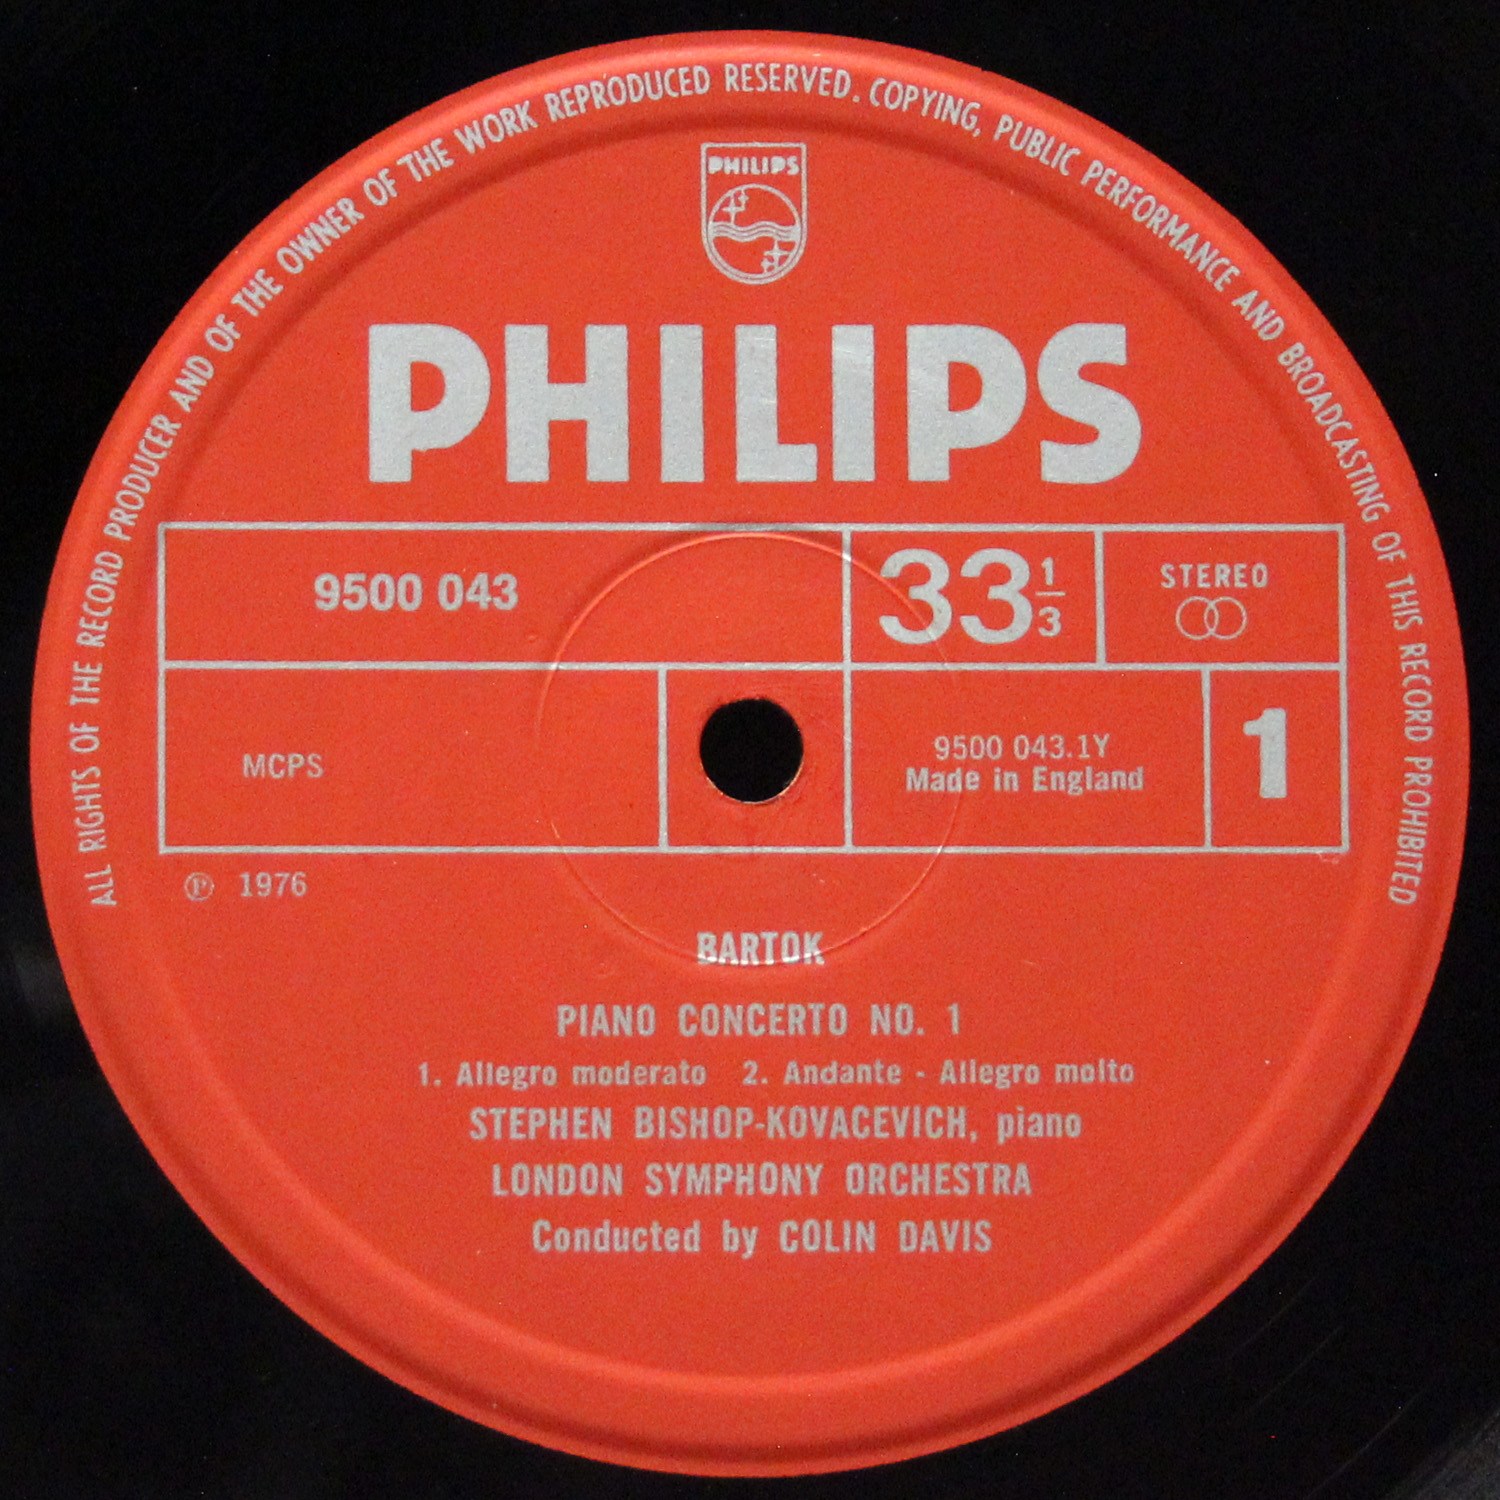 ALL RIGHTS OF THE RECORD PRODUCER AND OF THE OWNER OF THE WORK REPRODUCED RESERVED. COPYING, PUBLIC PERFORMANCE AND BROADCASTING OF THIS RECORD PROHIBITED
PHILIPS
PHILIPS
9500 043
33 1/3
STEREO
MCPS
9500 043.1Y
Made in England
1
Ⓟ 1976
BARTOK
PIANO CONCERTO NO. 1
1. Allegro moderato 2. Andante - Allegro molto
STEPHEN BISHOP-KOVACEVICH, piano
LONDON SYMPHONY ORCHESTRA
Conducted by COLIN DAVIS